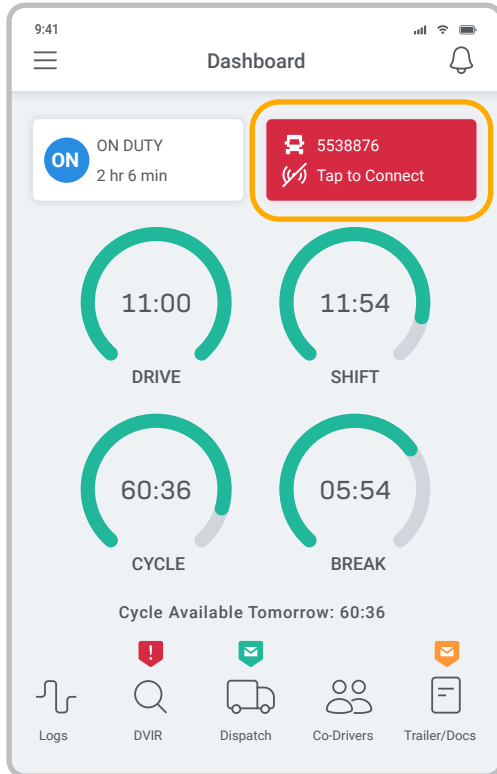 9:41
Dashboard
ON
ON DUTY
2 hr 6 min
5538876
Tap to Connect
11:00
DRIVE
11:54
SHIFT
60:36
CYCLE
05:54
BREAK
Cycle Available Tomorrow: 60:36
!
Logs
DVIR
Dispatch
Co-Drivers
Trailer/Docs